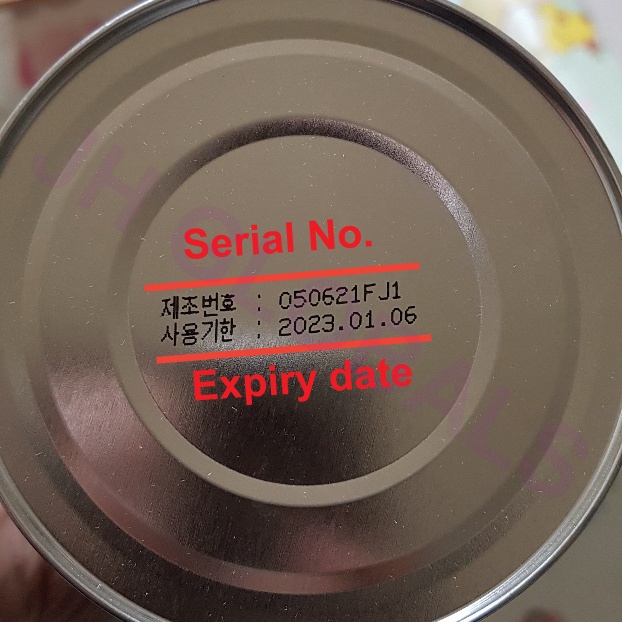 Serial No.
제조번호 : 050621FJ1
사용기한 : 2023.01.06
Expiry date